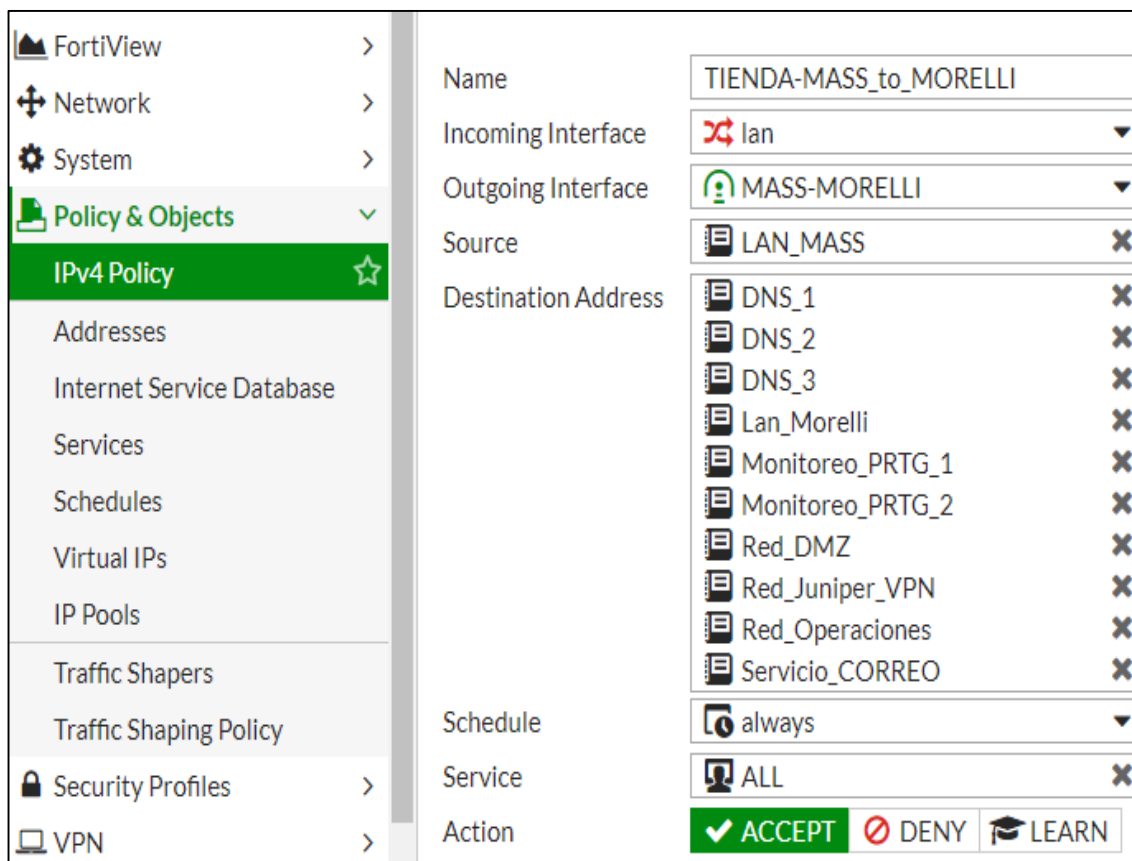 FortiView
Network
System
Policy & Objects
IPv4 Policy
Addresses
Internet Service Database
Services
Schedules
Virtual IPs
IP Pools
Traffic Shapers
Traffic Shaping Policy
Security Profiles
VPN
Name TIENDA-MASS_to_MORELLI
Incoming Interface lan
Outgoing Interface MASS-MORELLI
Source LAN_MASS
Destination Address DNS_1
DNS_2
DNS_3
Lan_Morelli
Monitoreo_PRTG_1
Monitoreo_PRTG_2
Red_DMZ
Red_Juniper_VPN
Red_Operaciones
Servicio_CORREO
Schedule always
Service ALL
Action ACCEPT DENY LEARN